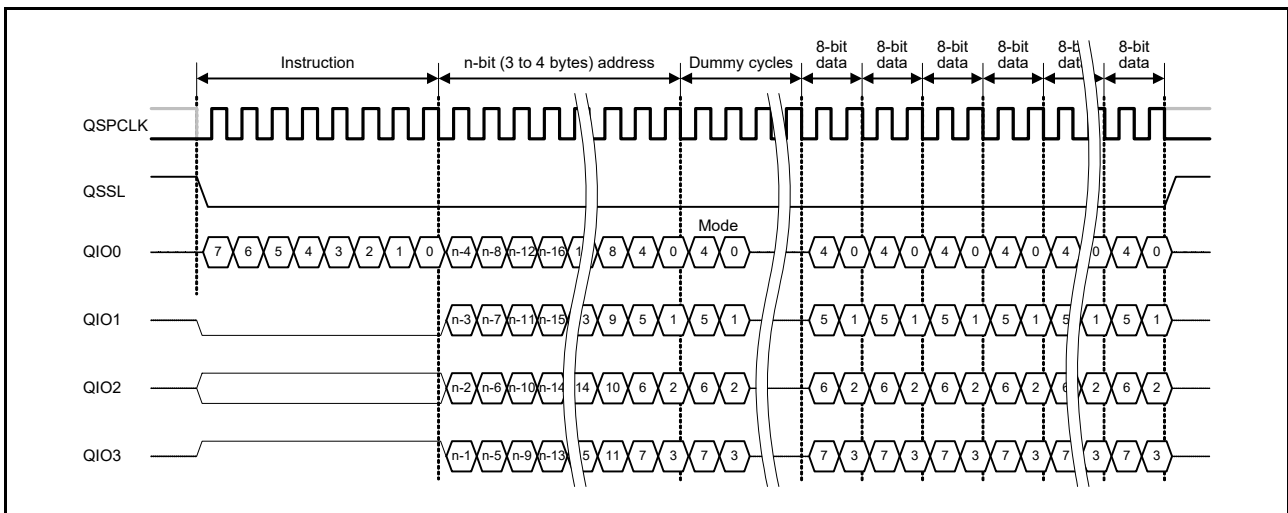 8-bit 8-bit 8-bit 8-bit 8-bit
Instruction n-bit (3 to 4 bytes) address Dummy cycles data data data data data
QSPCLK
QSSL
Mode
QIO0 7 6 5 4 3 2 1 0 n-4 n-8 n-12 n-16 8 4 0 4 0 4 0 4 0 4 0 4 0 4 0 4 0
QIO1 n-3 n-7 n-11 n-15 9 5 1 5 1 5 1 5 1 5 1 5 1 5 1 5 1
QIO2 n-2 n-6 n-10 n-14 14 10 6 2 6 2 6 2 6 2 6 2 6 2 6 2 6 2
QIO3 n-1 n-5 n-9 n-13 11 7 3 7 3 7 3 7 3 7 3 7 3 7 3 7 3